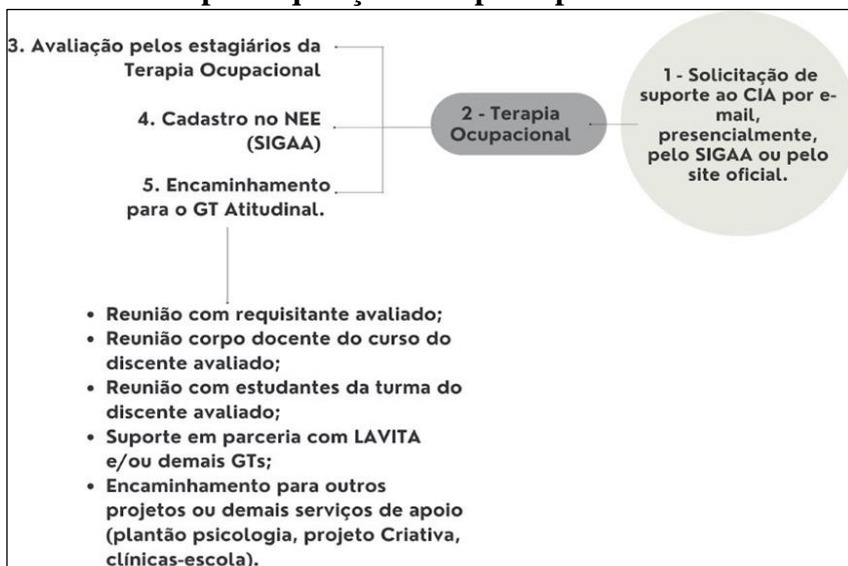 3. Avaliação pelos estagiários da
Terapia Ocupacional
4. Cadastro no NEE
(SIGAA)
5. Encaminhamento
para o GT Atitudinal.
2 - Terapia
Ocupacional
1 - Solicitação de
suporte ao CIA por e-
mail,
presencialmente,
pelo SIGAA ou pelo
site oficial.
• Reunião com requisitante avaliado;
• Reunião corpo docente do curso do
discente avaliado;
• Reunião com estudantes da turma do
discente avaliado;
• Suporte em parceria com LAVITA
e/ou demais GTs;
• Encaminhamento para outros
projetos ou demais serviços de apoio
(plantão psicologia, projeto Criativa,
clínicas-escola).